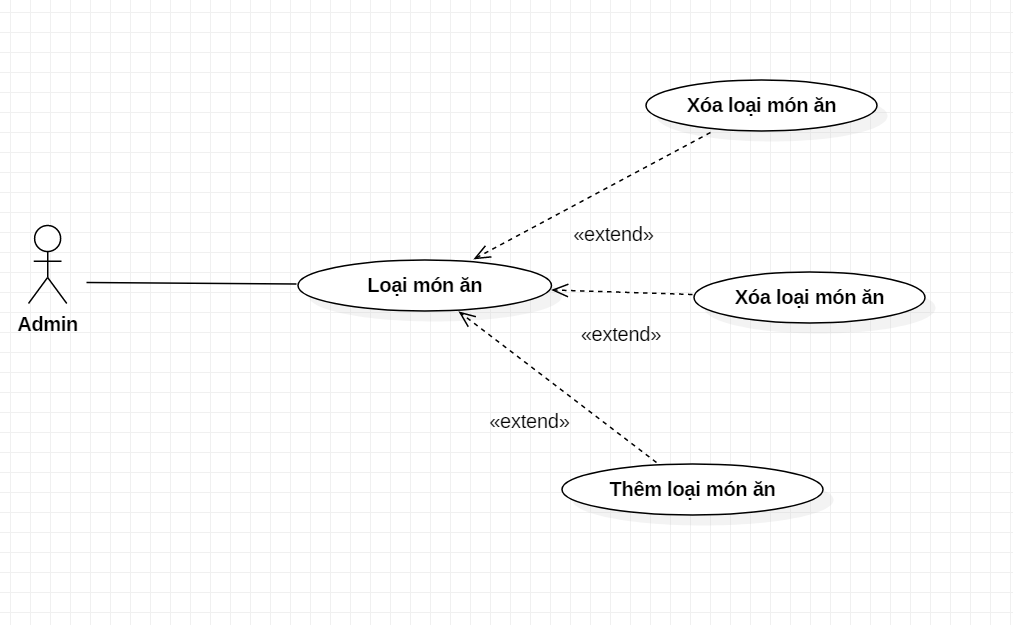 Xóa loại món ăn
«extend»
Loại món ăn
Xóa loại món ăn
Admin
«extend»
«extend»
Thêm loại món ăn